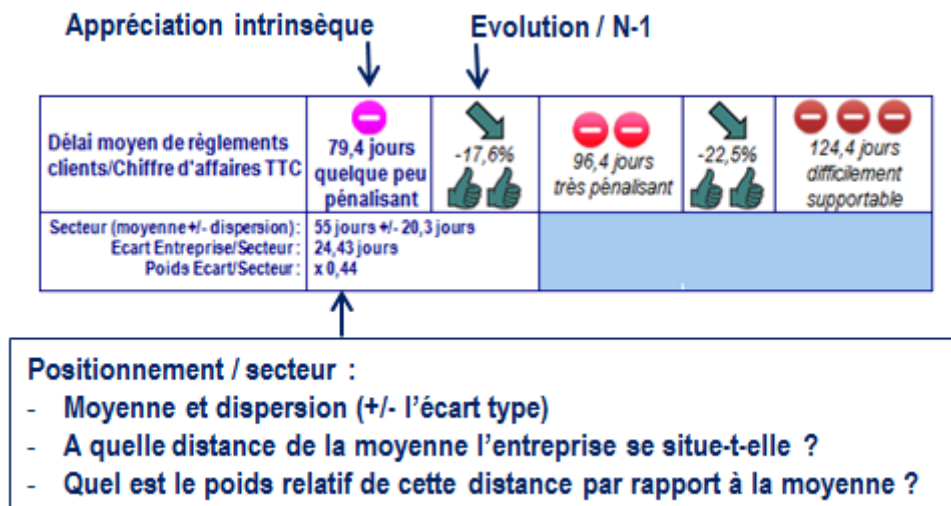 Appréciation intrinsèque
Evolution / N-1
Délai moyen de règlements
clients/Chiffre d'affaires TTC
79,4 jours
quelque peu
pénalisant
-17,6%
96,4 jours
très pénalisant
-22,5%
124,4 jours
difficilement
supportable
Secteur (moyenne +/- dispersion) :
55 jours +/- 20,3 jours
Ecart Entreprise/Secteur :
24,43 jours
Poids Ecart/Secteur :
x 0,44
Positionnement / secteur :
- Moyenne et dispersion (+/- l'écart type)
- A quelle distance de la moyenne l'entreprise se situe-t-elle ?
- Quel est le poids relatif de cette distance par rapport à la moyenne ?